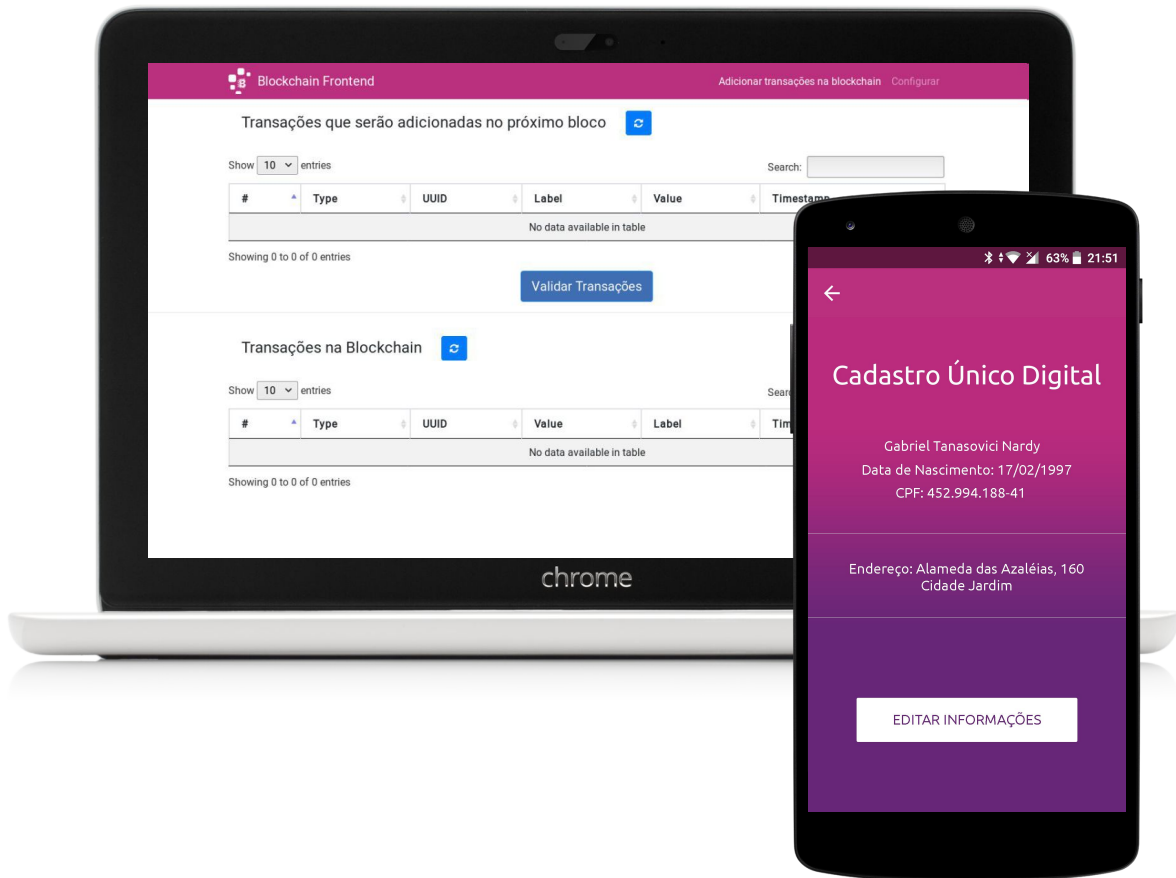 Blockchain Frontend
Adicionar transações na blockchain Configurar
Transações que serão adicionadas no próximo bloco
Show 10 entries
Search:
# Type UUID Label Value Timestamp
No data available in table
Showing 0 to 0 of 0 entries
Validar Transações
Transações na Blockchain
Show 10 entries
# Type UUID Value Label
No data available in table
Showing 0 to 0 of 0 entries
chrome
63% 21:51
Cadastro Único Digital
Gabriel Tanasovici Nardy
Data de Nascimento: 17/02/1997
CPF: 452.994.188-41
Endereço: Alameda das Azaléias, 160
Cidade Jardim
EDITAR INFORMAÇÕES